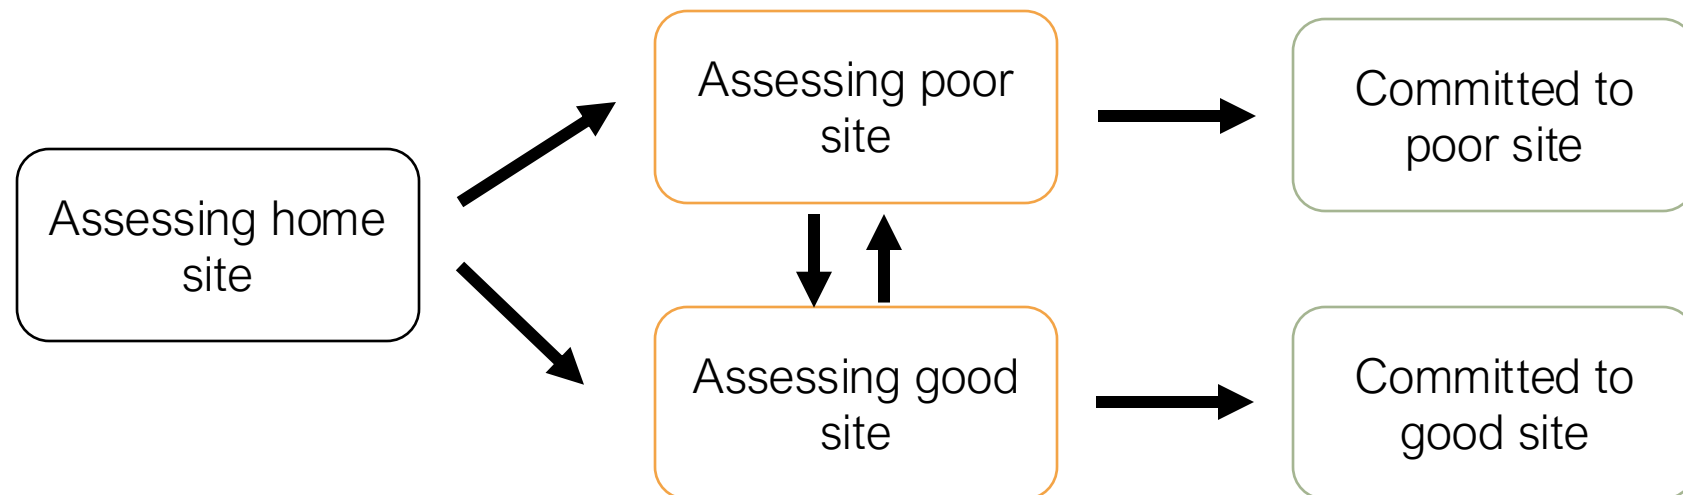 Assessing home
site
Assessing poor
site
Assessing good
site
Committed to
poor site
Committed to
good site